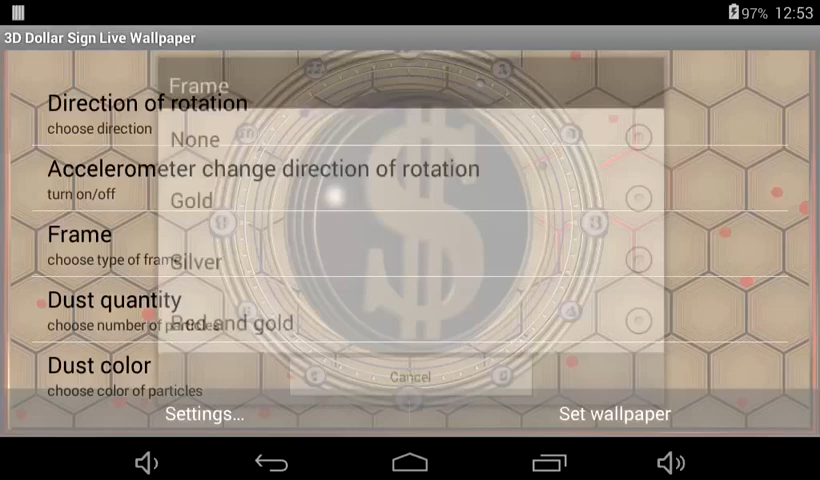 97% 12:53
3D Dollar Sign Live Wallpaper
Frame
Direction of rotation
choose direction
None
Accelerometer change direction of rotation
turn on/off
Gold
Frame
choose type of frame
Silver
Dust quantity
choose number of particles
Red and gold
Dust color
choose color of particles
Cancel
Settings...
Set wallpaper